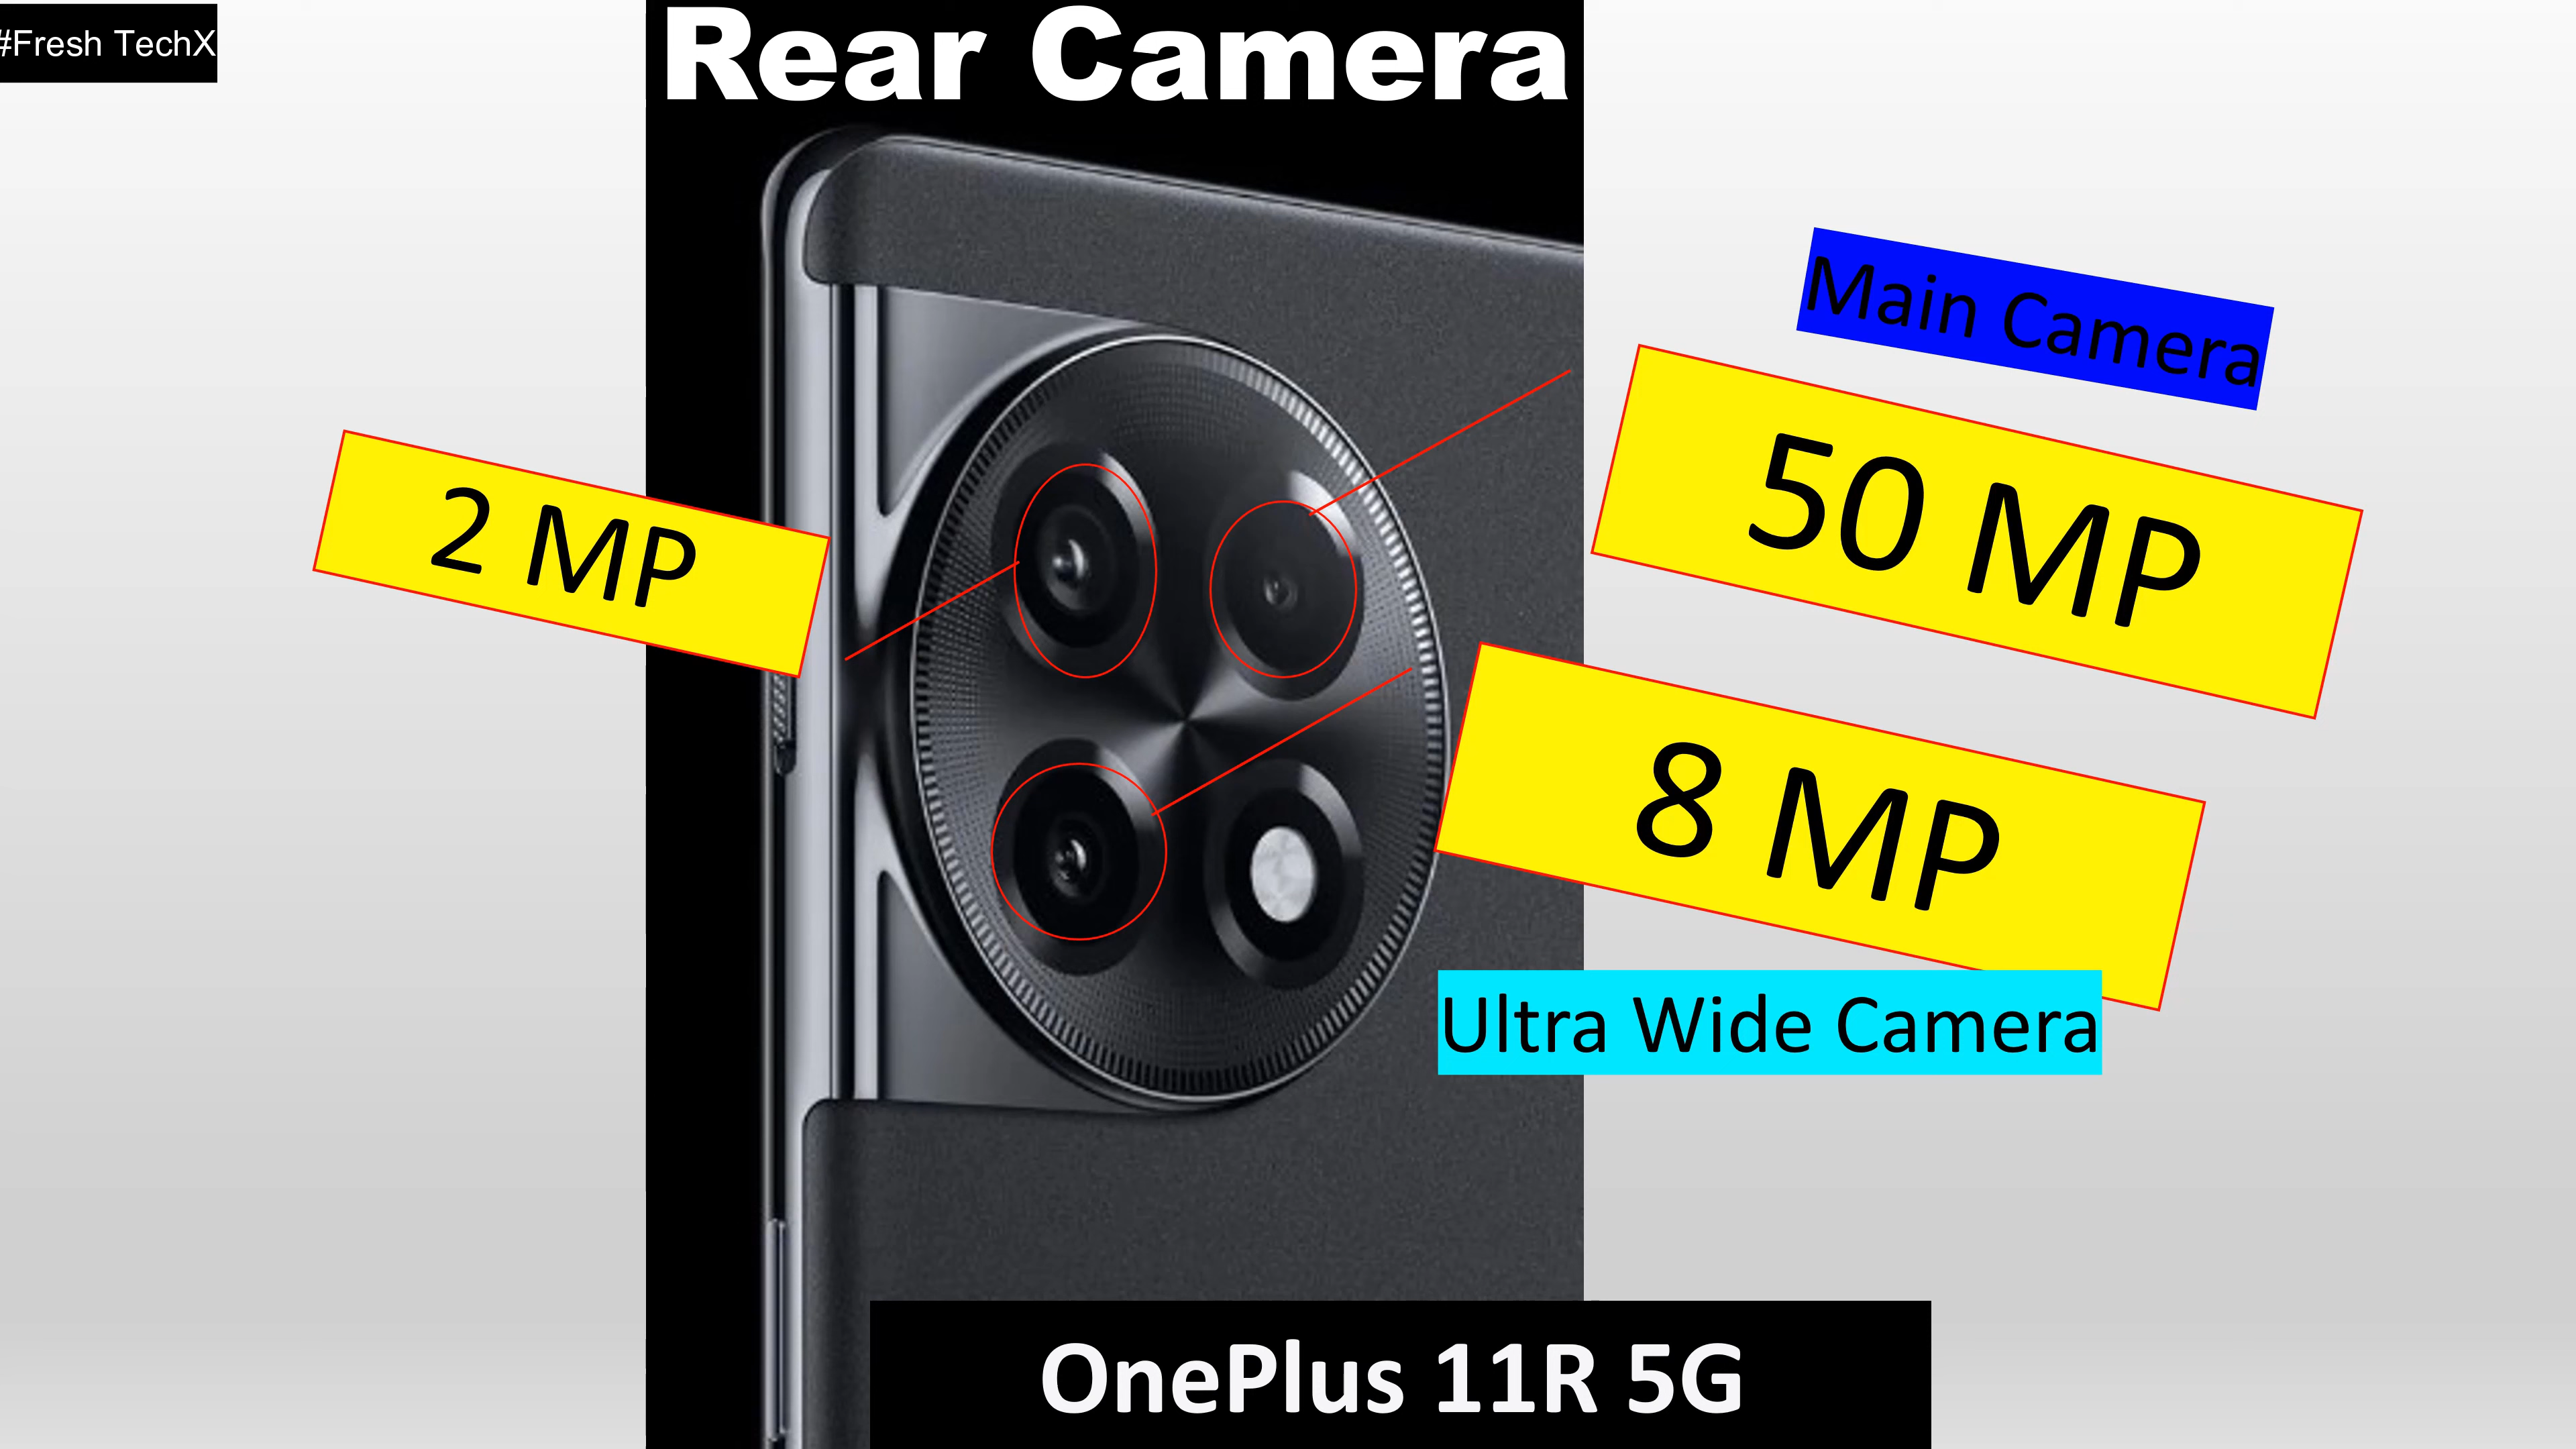 #Fresh TechX
Rear Camera
Main Camera
50 MP
2 MP
8 MP
Ultra Wide Camera
OnePlus 11R 5G